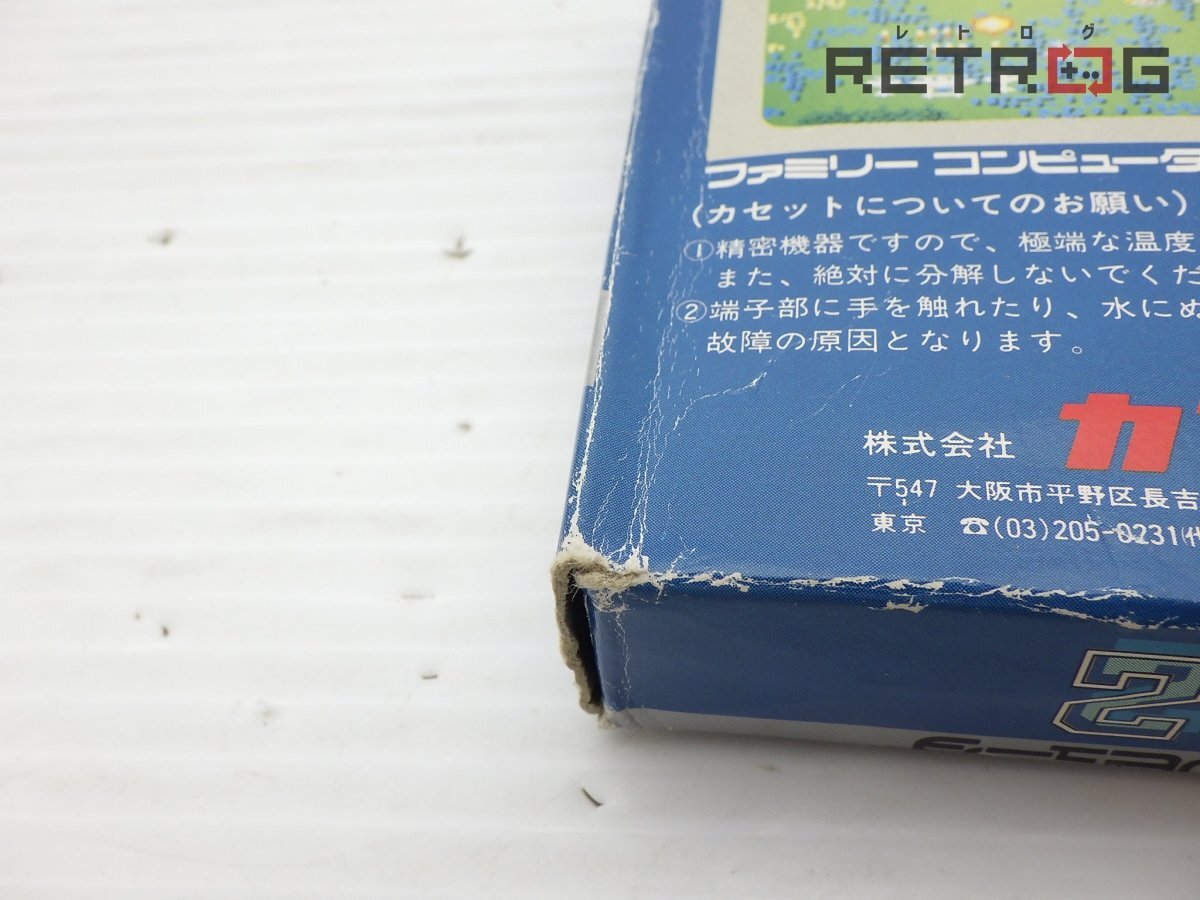 レトログ
RETROG
ファミリー コンピュータ
(カセットについてのお願い)
①精密機器ですので、極端な温度
また、絶対に分解しないでくだ
②端子部に手を触れたり、水にぬ
故障の原因となります。
株式会社 カ
〒547 大阪市平野区長吉
東京 ☎(03)205-0231(代
2